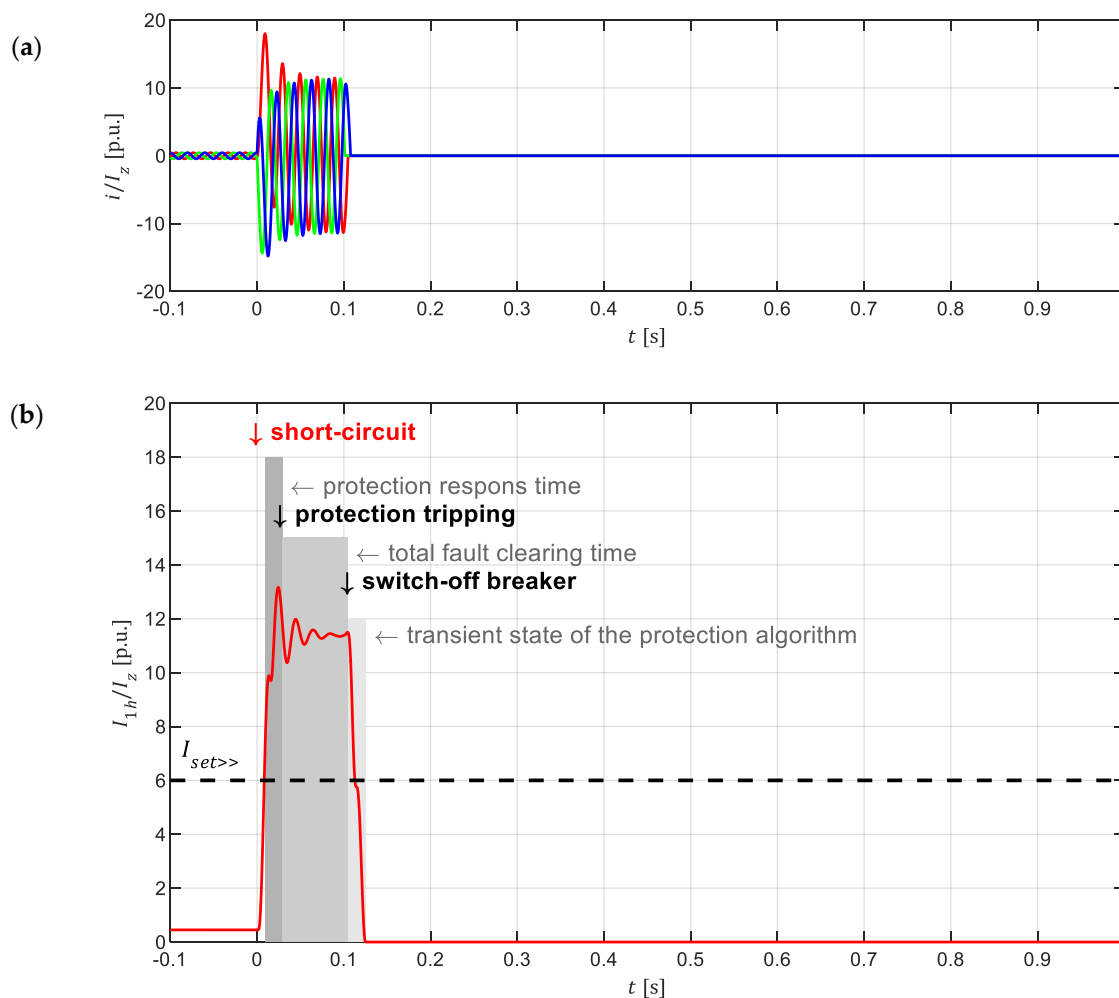 (a)
20
10
0
-10
-20
i/I_z [p.u.]
-0.1 0 0.1 0.2 0.3 0.4 0.5 0.6 0.7 0.8 0.9
t [s]
(b)
20
18
16
14
12
10
8
6
4
2
0
I_1h/I_z [p.u.]
↓ short-circuit
← protection respons time
↓ protection tripping
← total fault clearing time
↓ switch-off breaker
← transient state of the protection algorithm
I_set>>
-0.1 0 0.1 0.2 0.3 0.4 0.5 0.6 0.7 0.8 0.9
t [s]